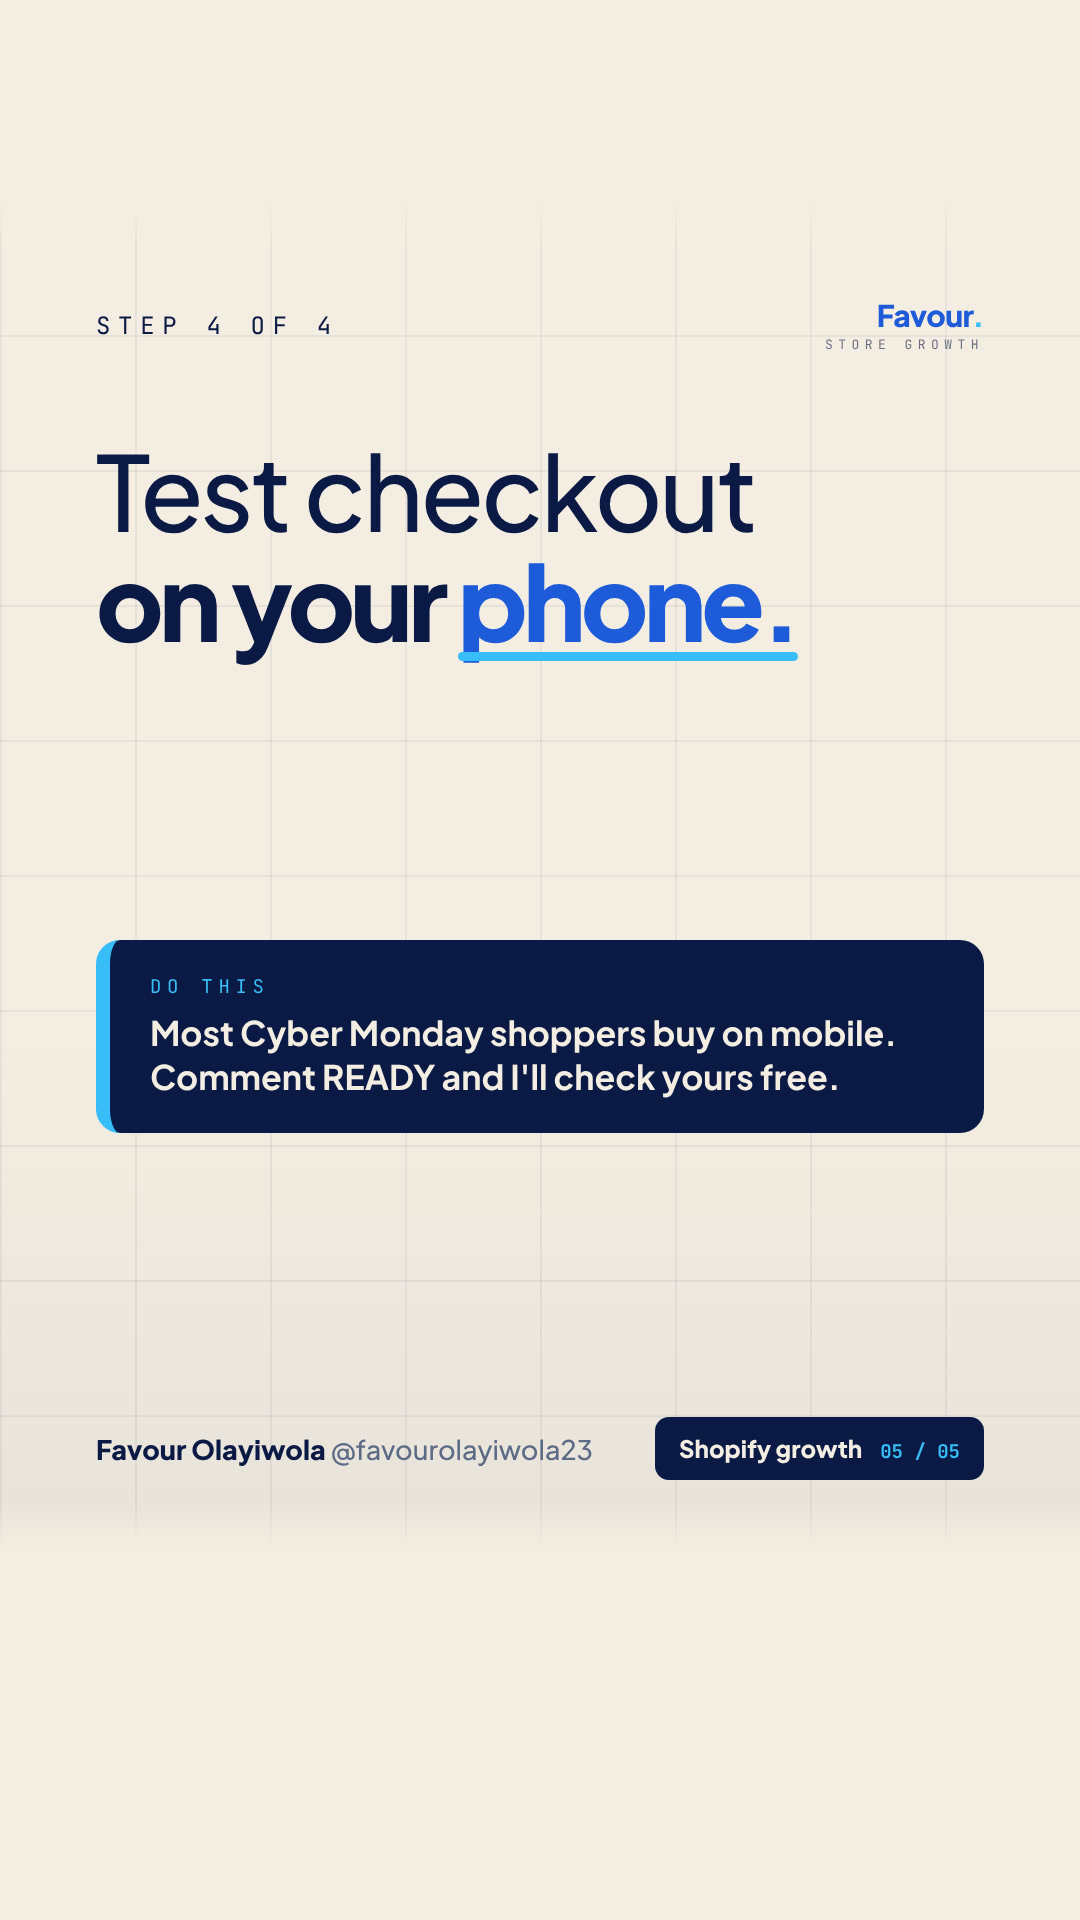 STEP 4 OF 4
Favour.
STORE GROWTH
Test checkout
on your phone.
DO THIS
Most Cyber Monday shoppers buy on mobile.
Comment READY and I'll check yours free.
Favour Olayiwola @favourolayiwola23
Shopify growth 05 / 05